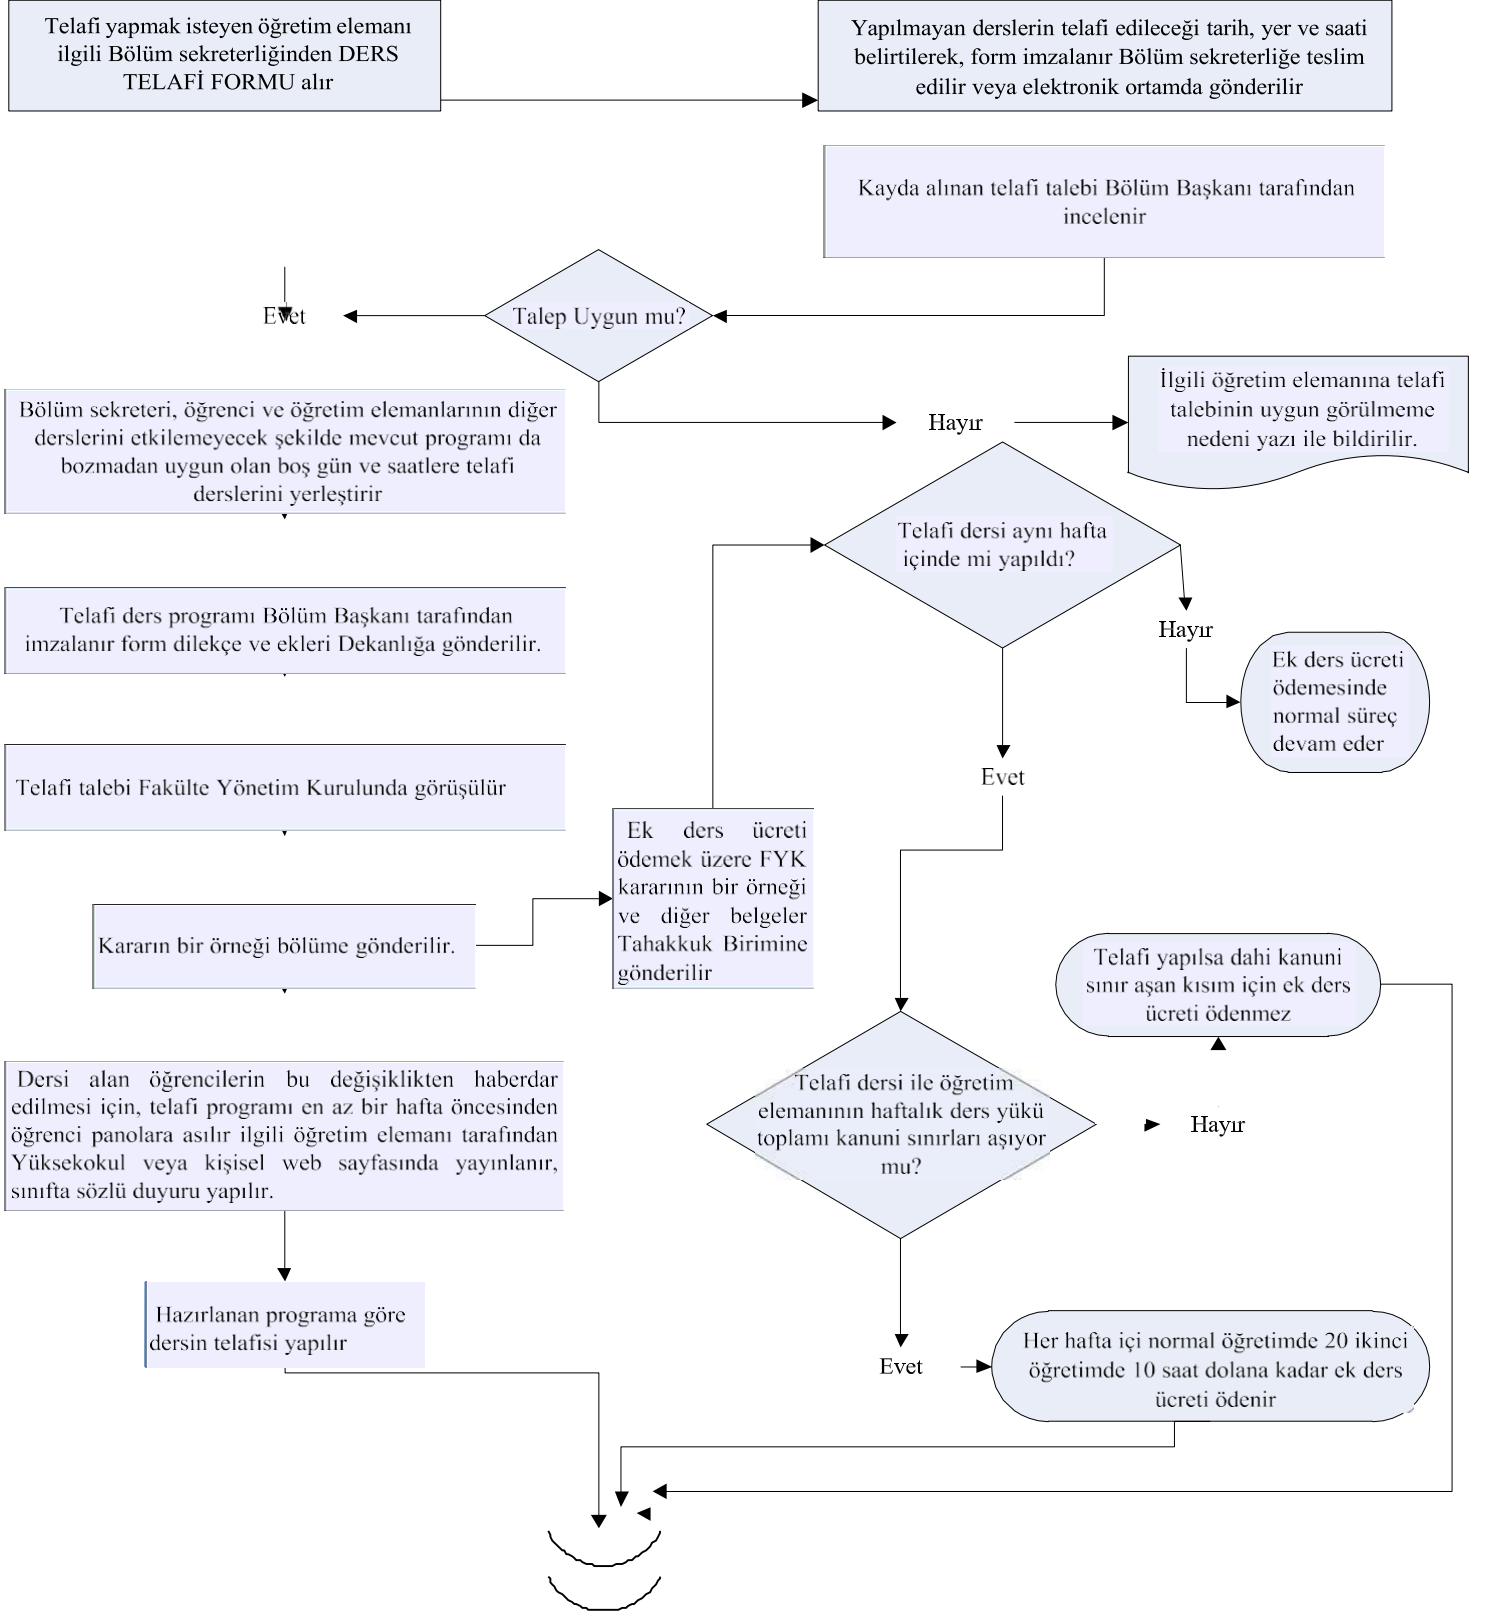 Telafi yapmak isteyen öğretim elemanı
ilgili Bölüm sekreterliğinden DERS
TELAFİ FORMU alır
Yapılmayan derslerin telafi edileceği tarih, yer ve saati
belirtilerek, form imzalanır Bölüm sekreterliğe teslim
edilir veya elektronik ortamda gönderilir
Kayda alınan telafi talebi Bölüm Başkanı tarafından
incelenir
Talep Uygun mu?
Evet
Hayır
İlgili öğretim elemanına telafi
talebinin uygun görülmeme
nedeni yazı ile bildirilir.
Bölüm sekreteri, öğrenci ve öğretim elemanlarının diğer
derslerini etkilemeyecek şekilde mevcut programı da
bozmadan uygun olan boş gün ve saatlere telafi
derslerini yerleştirir
Telafi ders programı Bölüm Başkanı tarafından
imzalanır form dilekçe ve ekleri Dekanlığa gönderilir.
Telafi talebi Fakülte Yönetim Kurulunda görüşülür
Kararın bir örneği bölüme gönderilir.
Ek ders ücreti
ödemek üzere FYK
kararının bir örneği
ve diğer belgeler
Tahakkuk Birimine
gönderilir
Telafi dersi aynı hafta
içinde mi yapıldı?
Hayır
Ek ders ücreti
ödemesinde
normal süreç
devam eder
Evet
Telafi dersi ile öğretim
elemanının haftalık ders yükü
toplamı kanuni sınırları aşıyor
mu?
Hayır
Telafi yapılsa dahi kanuni
sınır aşan kısım için ek ders
ücreti ödenmez
Evet
Her hafta içi normal öğretimde 20 ikinci
öğretimde 10 saat dolana kadar ek ders
ücreti ödenir
Dersi alan öğrencilerin bu değişiklikten haberdar
edilmesi için, telafi programı en az bir hafta öncesinden
öğrenci panolara asılır ilgili öğretim elemanı tarafından
Yüksekokul veya kişisel web sayfasında yayınlanır,
sınıfta sözlü duyuru yapılır.
Hazırlanan programa göre
dersin telafisi yapılır